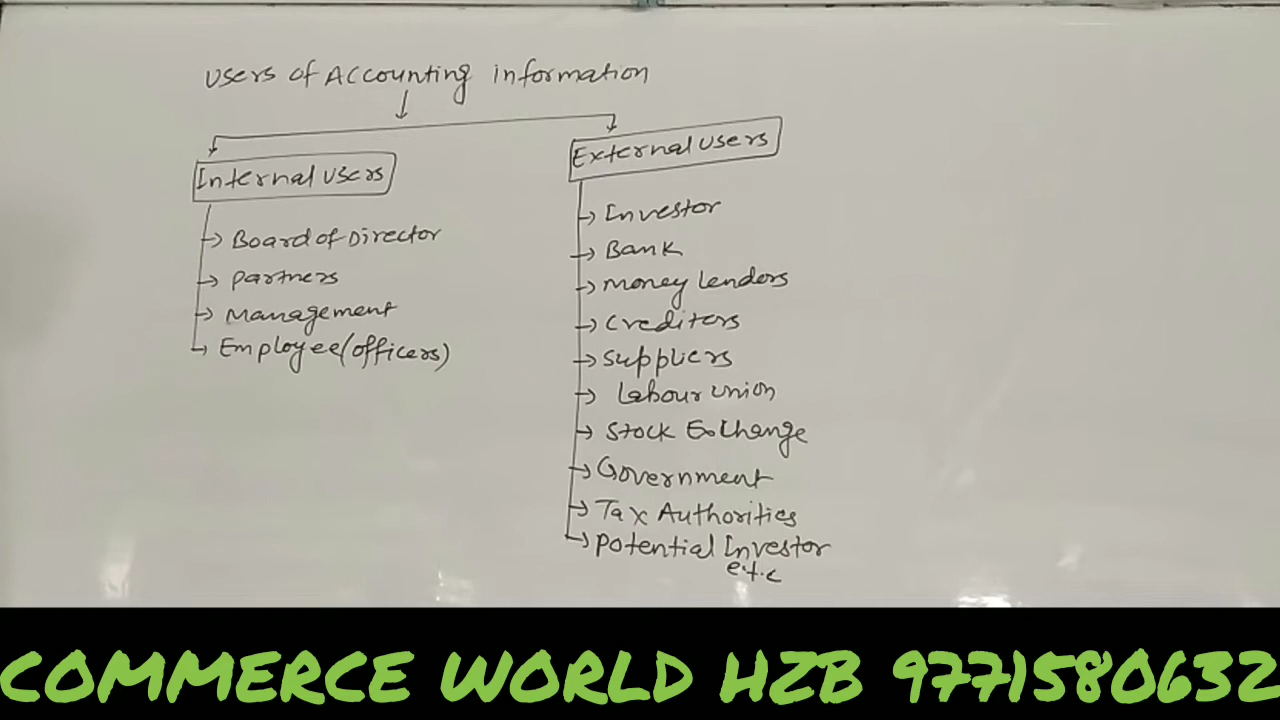 Users of Accounting information
Internal users
Board of Director
Partners
Management
Employee(officers)
External users
Investor
Bank
Money lenders
Creditors
Suppliers
Labour union
Stock Exchange
Government
Tax Authorities
Potential Investor
e.t.c
COMMERCE WORLD HZB 9771580632